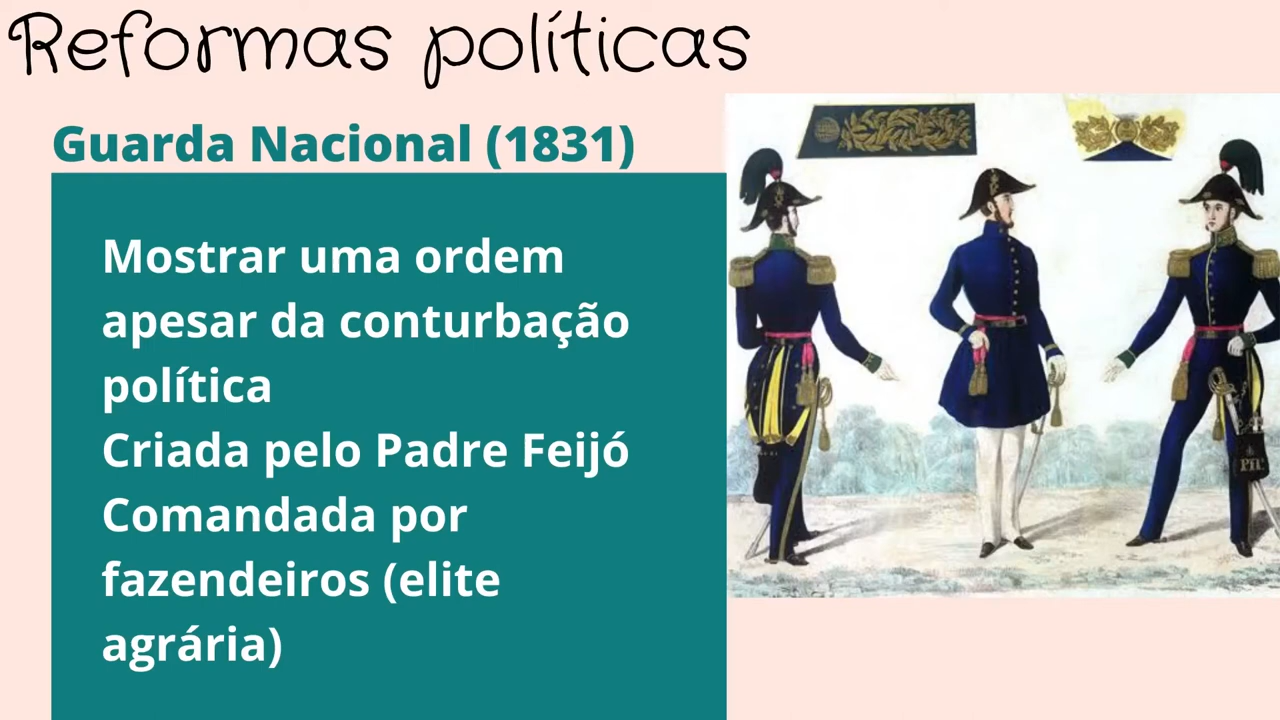 Reformas políticas
Guarda Nacional (1831)
Mostrar uma ordem
apesar da conturbação
política
Criada pelo Padre Feijó
Comandada por
fazendeiros (elite
agrária)